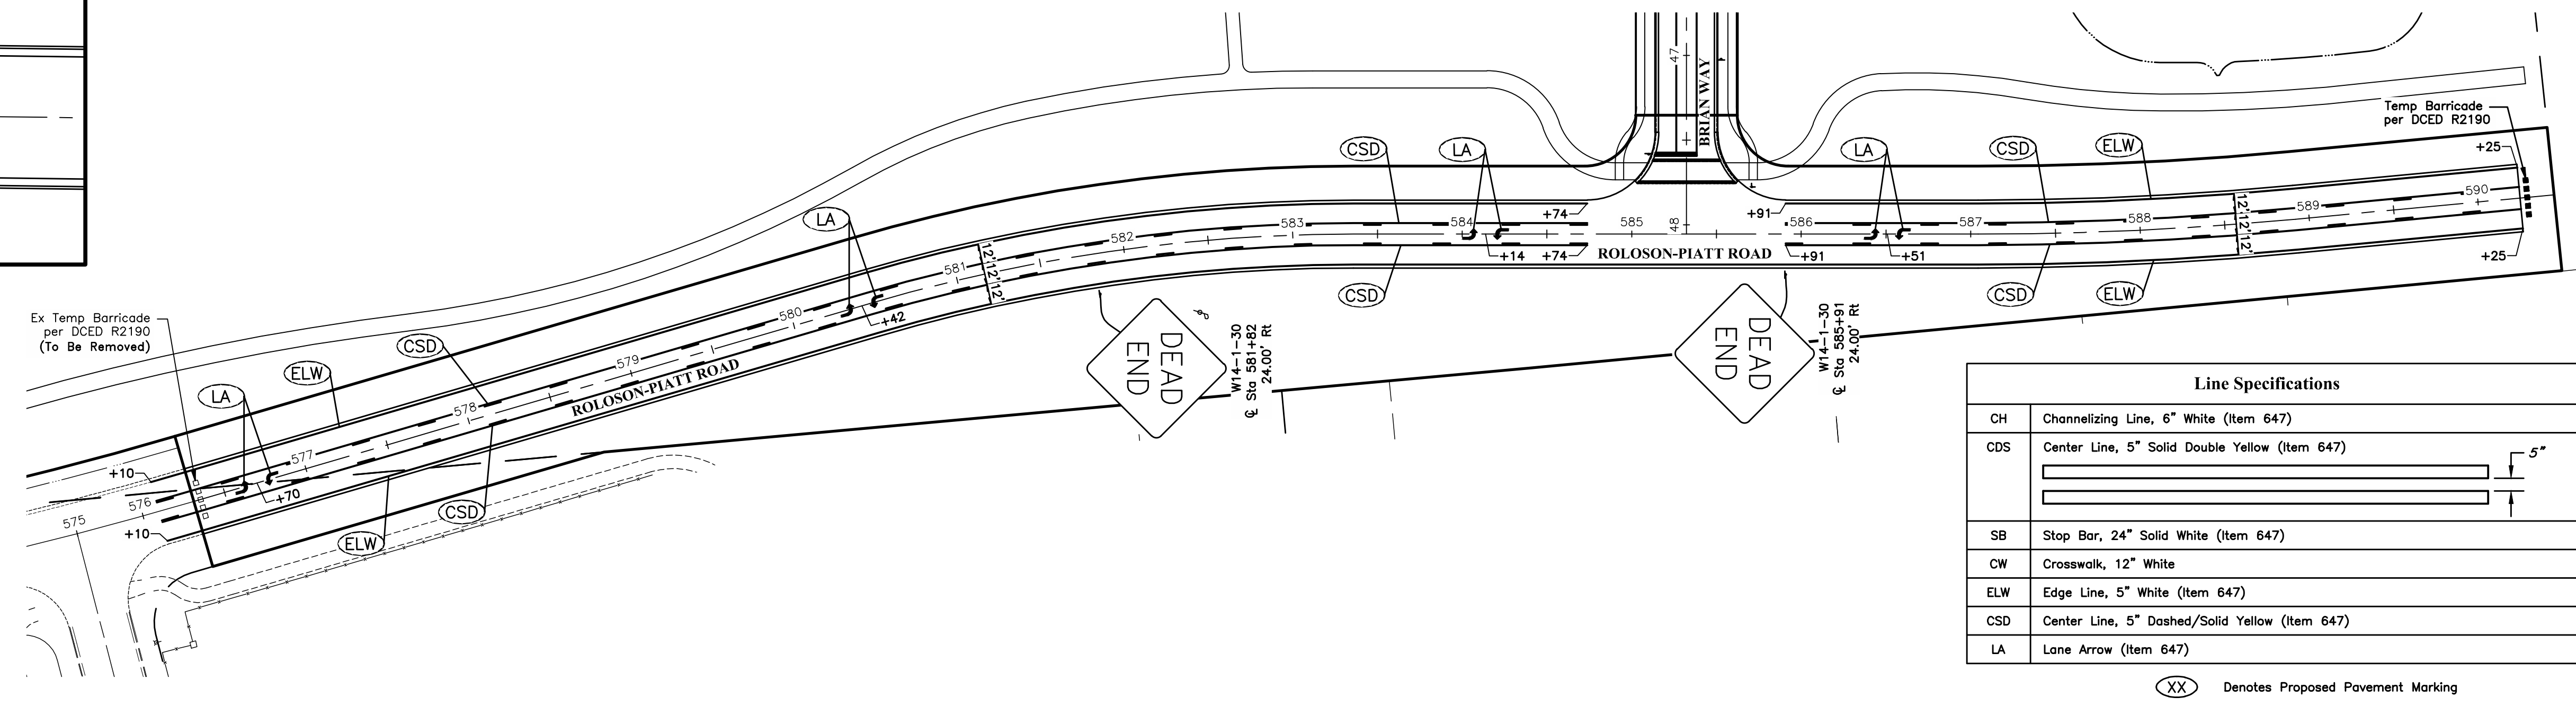 47
BRIAN WAY
Temp Barricade
per DCED R2190
+25
CSD
LA
LA
CSD
ELW
LA
583
584
+74
585
48
+91
586
587
588
589
590
582
12' 12' 12'
581
12' 12' 12'
+14
+74
ROLOSON-PIATT ROAD
+91
+51
+25
CSD
CSD
ELW
Ex Temp Barricade
per DCED R2190
(To Be Removed)
580
+42
CSD
579
ELW
ROLOSON-PIATT ROAD
LA
578
577
+10
+70
576
575
+10
CSD
ELW
DEAD
END
W14-1-30
℄ Sta 581+82
24.00' Rt
DEAD
END
W14-1-30
℄ Sta 585+91
24.00' Rt
Line Specifications
CH Channelizing Line, 6" White (Item 647)
CDS Center Line, 5" Solid Double Yellow (Item 647)
5"
SB Stop Bar, 24" Solid White (Item 647)
CW Crosswalk, 12" White
ELW Edge Line, 5" White (Item 647)
CSD Center Line, 5" Dashed/Solid Yellow (Item 647)
LA Lane Arrow (Item 647)
XX Denotes Proposed Pavement Marking